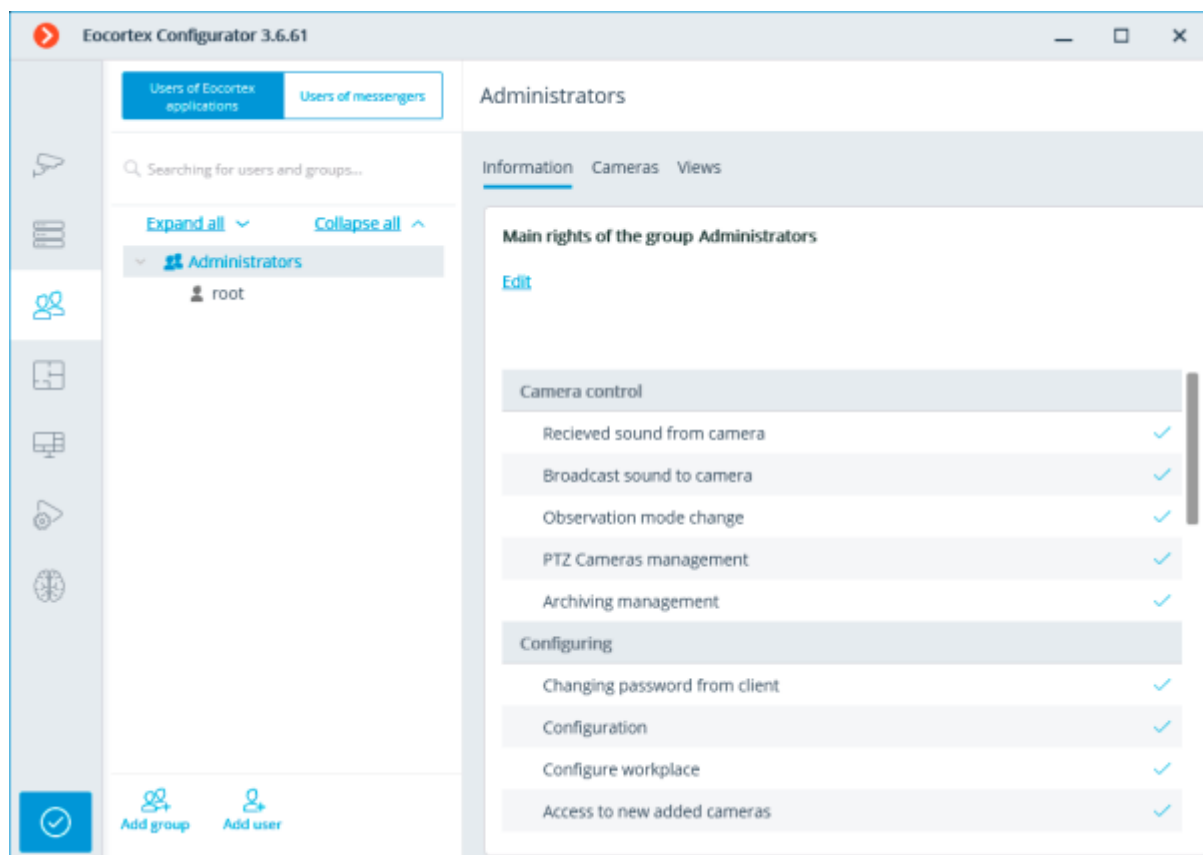 Eocortex Configurator 3.6.61
Users of Eocortex
applications
Users of messengers
Searching for users and groups...
Expand all
Collapse all
Administrators
root
Add group
Add user
Administrators
Information Cameras Views
Main rights of the group Administrators
Edit
Camera control
Recieved sound from camera
Broadcast sound to camera
Observation mode change
PTZ Cameras management
Archiving management
Configuring
Changing password from client
Configuration
Configure workplace
Access to new added cameras